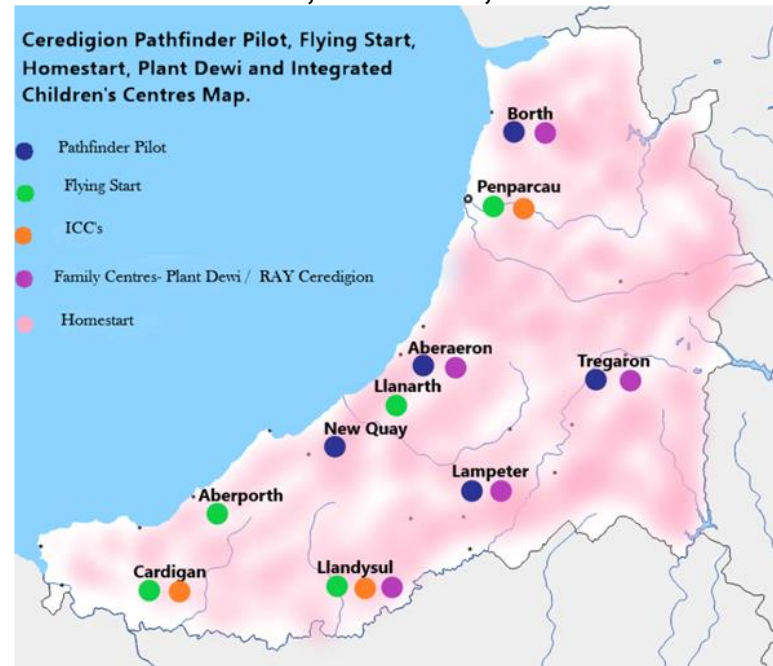 Ceredigion Pathfinder Pilot, Flying Start,
Homestart, Plant Dewi and Integrated
Children's Centres Map.
Pathfinder Pilot
Flying Start
ICC's
Family Centres- Plant Dewi / RAY Ceredigion
Homestart
Borth
Penparcau
Aberaeron
Tregaron
Llanarth
New Quay
Lampeter
Aberporth
Cardigan
Llandysul